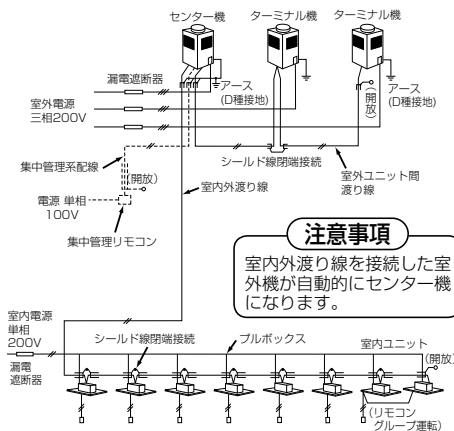 センター機
ターミナル機
ターミナル機
漏電遮断器
アース
(D種接地)
(開放)
アース
(D種接地)
室外電源
三相200V
集中管理系配線
(開放)
シールド線閉端接続
室外ユニット間
渡り線
電源 単相
100V
室内外渡り線
集中管理リモコン
注意事項
室内外渡り線を接続した室
外機が自動的にセンター機
になります。
室内電源
単相
200V
シールド線閉端接続
プルボックス
室内ユニット
(開放)
漏電
遮断器
(リモコン
グループ運転)